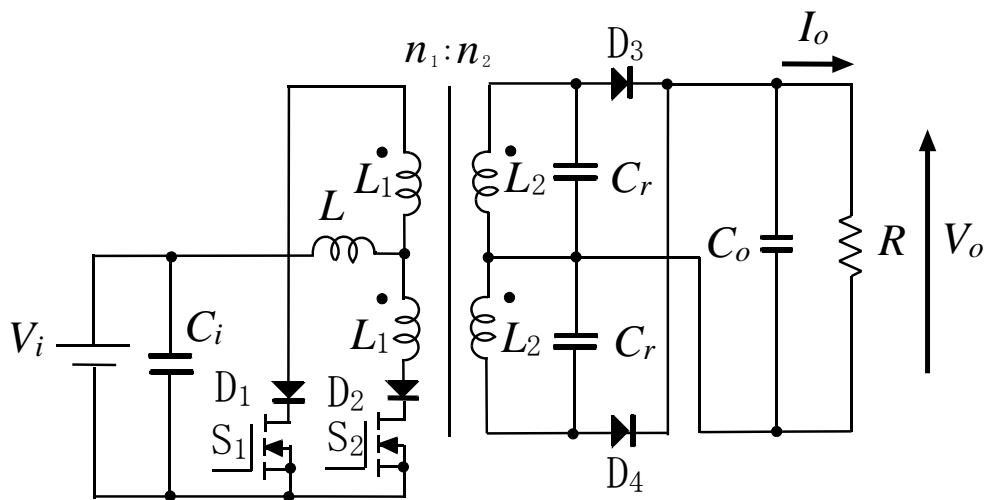 n₁:n₂
D₃
Iₒ
L₁
L₂
Cᵣ
L
Cₒ
R
Vₒ
Vᵢ
Cᵢ
L₁
L₂
Cᵣ
D₁
D₂
S₁
S₂
D₄